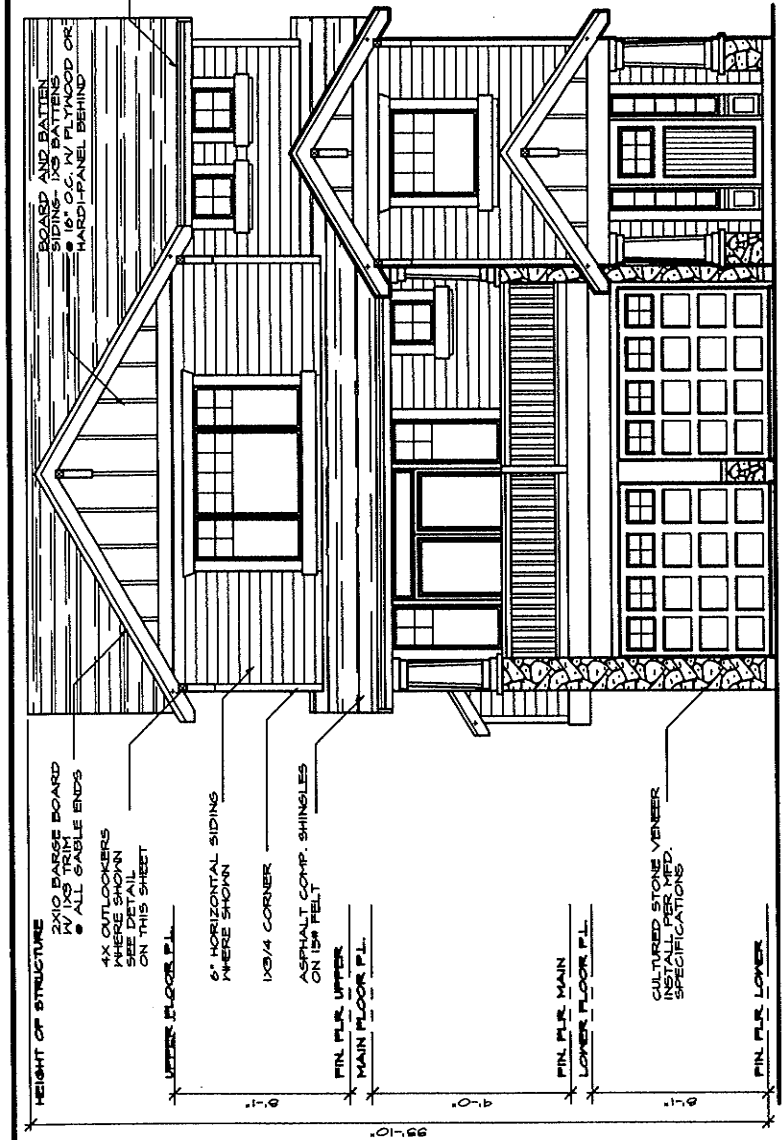 HEIGHT OF STRUCTURE
2X10 BARGE BOARD
W/ 1X3 TRIM
@ ALL GABLE ENDS
4X OUTLOOKERS
WHERE SHOWN
SEE DETAIL
ON THIS SHEET
UPPER FLOOR P.L.
6" HORIZONTAL SIDING
WHERE SHOWN
1X3/4 CORNER
ASPHALT COMP. SHINGLES
ON 15# FELT
FIN. FLR. UPPER
MAIN FLOOR P.L.
FIN. FLR. MAIN
LOWER FLOOR P.L.
CULTURED STONE VENEER
INSTALL PER MFD.
SPECIFICATIONS
FIN. FLR. LOWER
8'-1"
9'-0"
8'-1"
33'-10"
BOARD AND BATTEN
SIDING- 1X3 BATTENS
@ 16" O.C. W/ PLYWOOD OR
HARDI-PANEL BEHIND